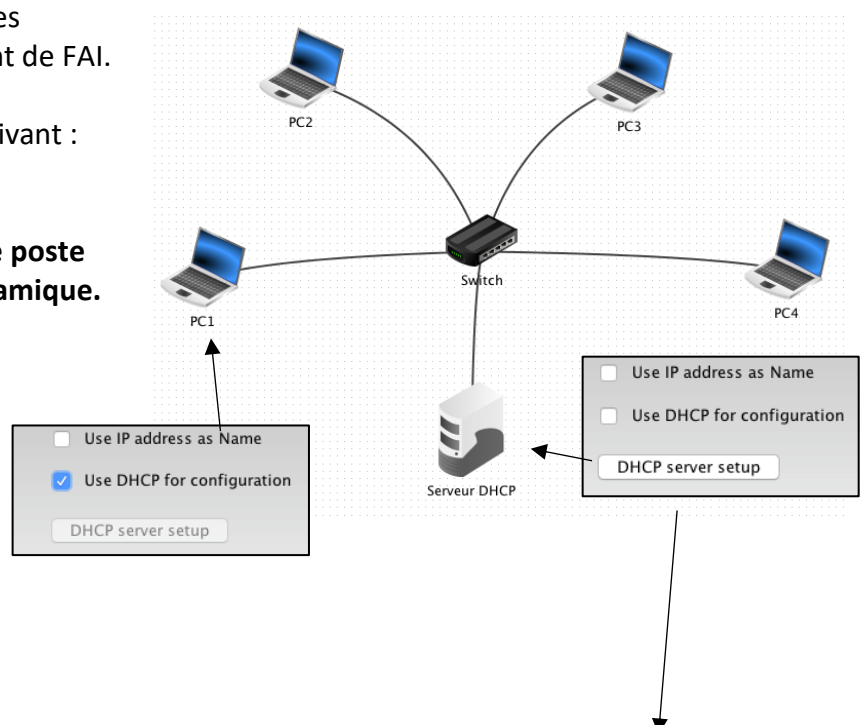 es
nt de FAI.
ivant :
e poste
amique.
PC2
PC3
Switch
PC1
PC4
Use IP address as Name
Use DHCP for configuration
DHCP server setup
Serveur DHCP
Use IP address as Name
Use DHCP for configuration
DHCP server setup